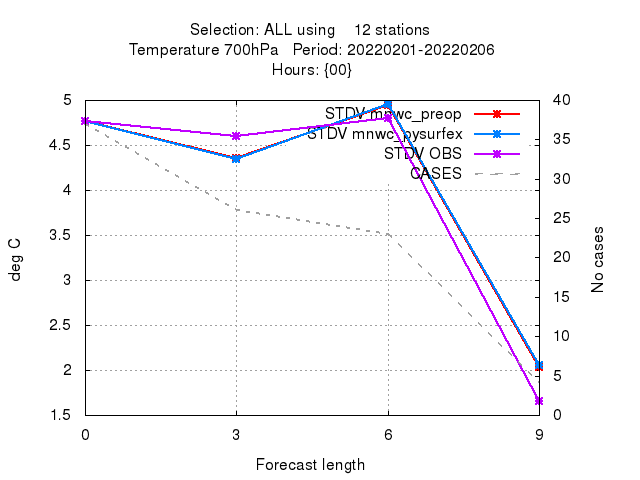 Selection: ALL using    12 stations
Temperature 700hPa   Period: 20220201-20220206
Hours: {00}
STDV mnwc_preop
STDV mnwc_pysurfex
STDV OBS
CASES
5
4.5
4
3.5
3
2.5
2
1.5
deg C
40
35
30
25
20
15
10
5
0
No cases
0 3 6 9
Forecast length